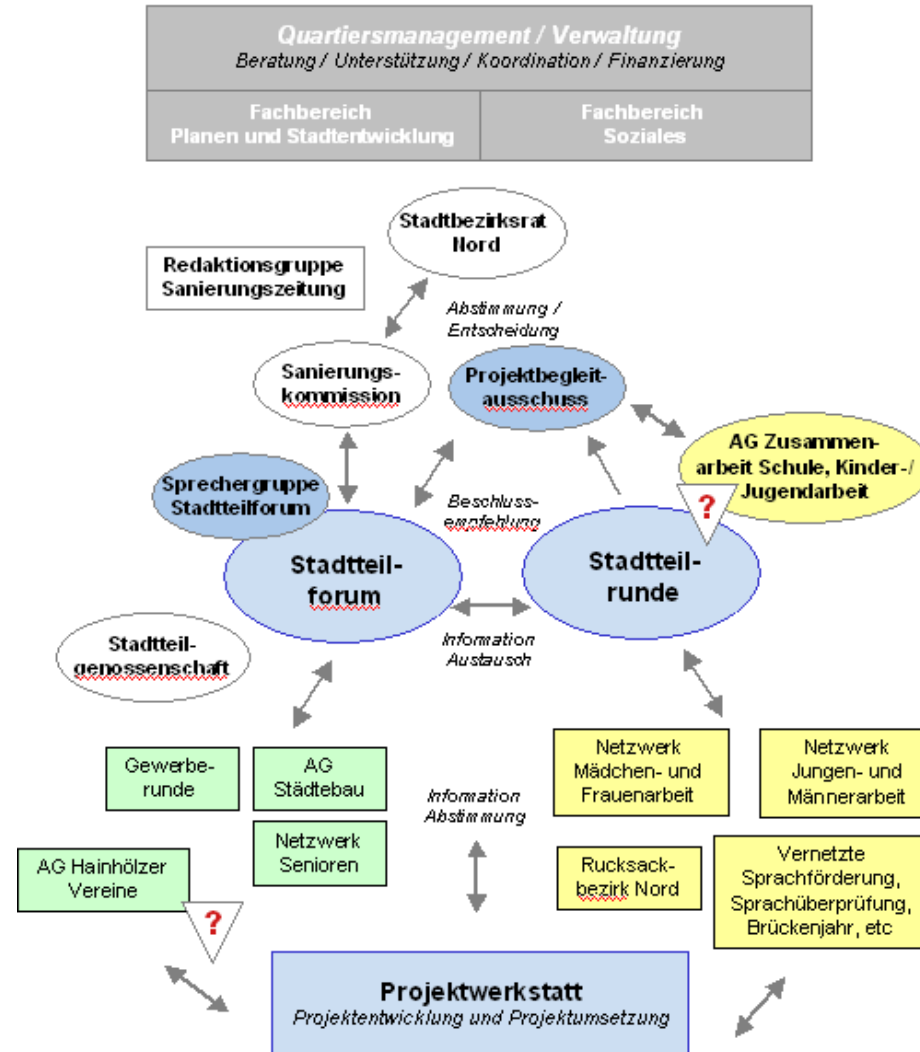 Quartiersmanagement / Verwaltung
Beratung / Unterstützung / Koordination / Finanzierung
Fachbereich
Planen und Stadtentwicklung
Fachbereich
Soziales
Stadtbezirksrat
Nord
Redaktionsgruppe
Sanierungszeitung
Abstimmung /
Entscheidung
Sanierungs-
kommission
Projektbegleit-
ausschuss
AG Zusammen-
arbeit Schule, Kinder-/
Jugendarbeit
?
Sprechergruppe
Stadtteilforum
Beschluss-
empfehlung
Stadtteil-
forum
Stadtteil-
runde
Information
Austausch
Stadtteil-
genossenschaft
Gewerbe-
runde
AG
Städtebau
Information
Abstimmung
Netzwerk
Mädchen- und
Frauenarbeit
Netzwerk
Jungen- und
Männerarbeit
AG Hainhölzer
Vereine
?
Netzwerk
Senioren
Rucksack-
bezirk Nord
Vernetzte
Sprachförderung,
Sprachüberprüfung,
Brückenjahr, etc
Projektwerkstatt
Projektentwicklung und Projektumsetzung